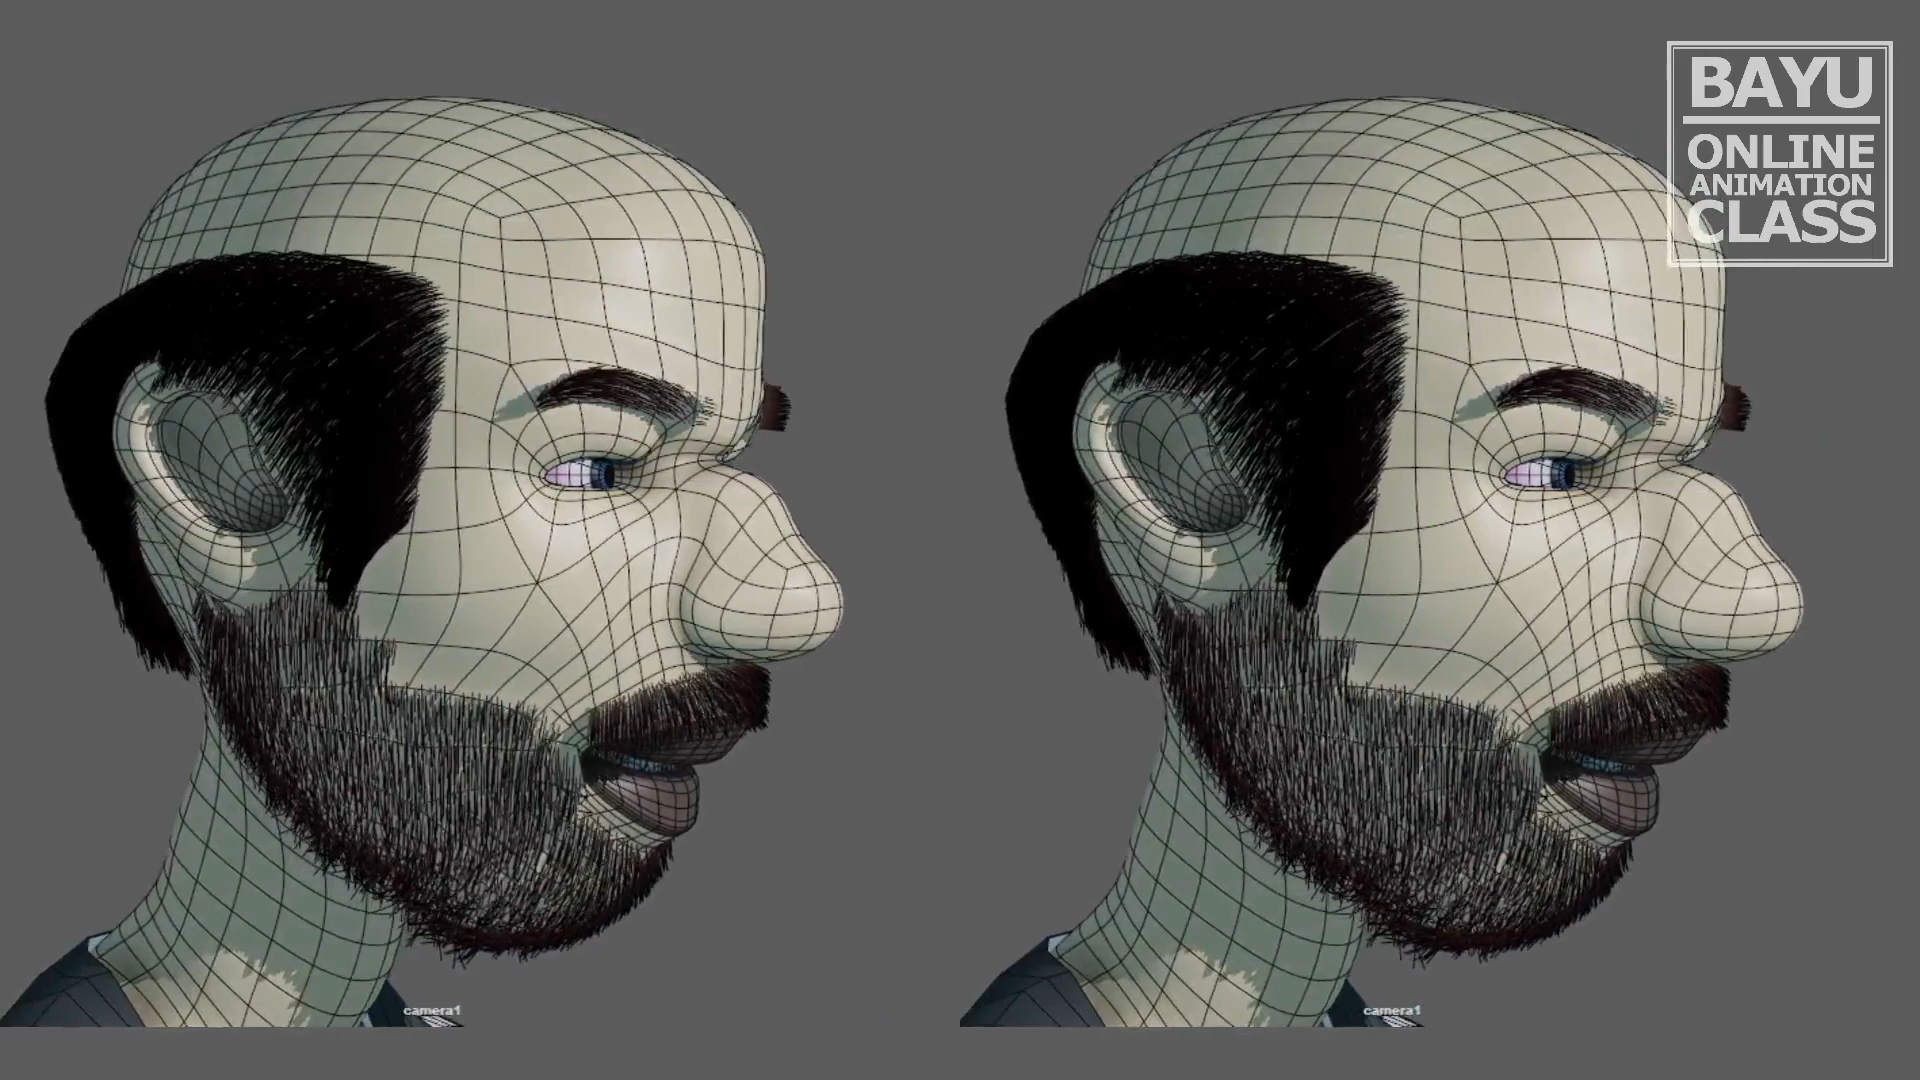 BAYU
ONLINE
ANIMATION
CLASS
camera1
camera1